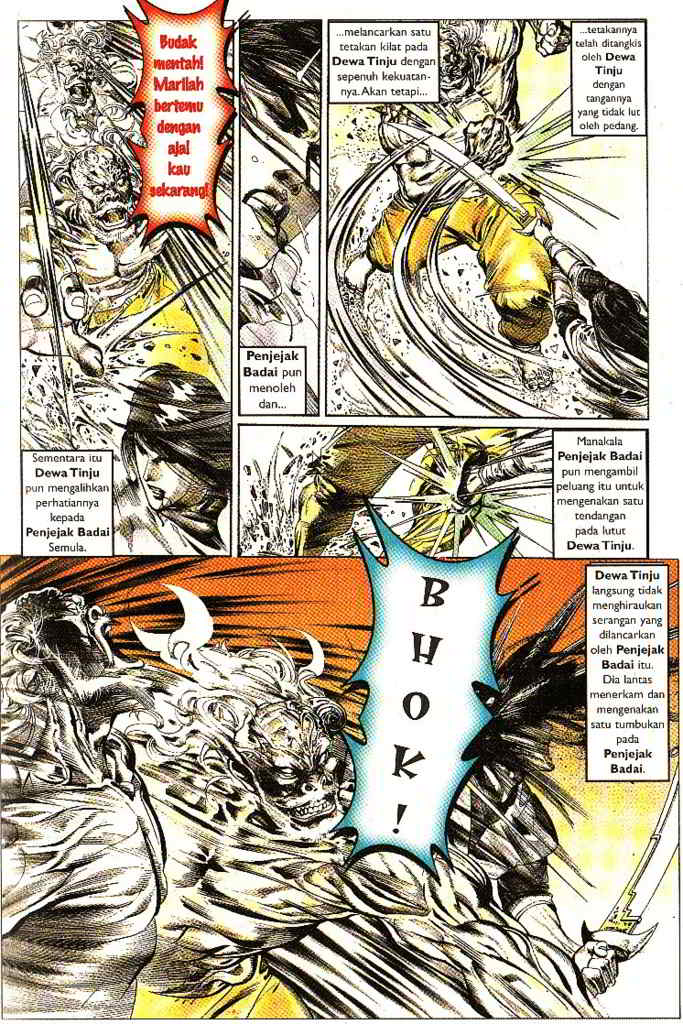 Budak
mentah!
Marilah
bertemu
dengan
aja!
kau
sekarang!
Sementara itu
Dewa Tinju
pun mengalihkan
perhatiannya
kepada
Penjejak Badai
Semula.
Penjejak
Badai pun
menoleh
dan...
...melancarkan satu
tetakan kilat pada
Dewa Tinju dengan
sepenuh kekuatan-
nya. Akan tetapi...
...tetakannya
telah ditangkis
oleh Dewa
Tinju
dengan
tangannya
yang tidak lut
oleh pedang.
Manakala
Penjejak Badai
pun mengambil
peluang itu untuk
mengenakan satu
tendangan
pada lutut
Dewa Tinju.
BHOK!
Dewa Tinju
langsung tidak
menghiraukan
serangan yang
dilancarkan
oleh Penjejak
Badai itu.
Dia lantas
menerkam dan
mengenakan
satu tumbukan
pada
Penjejak
Badai.